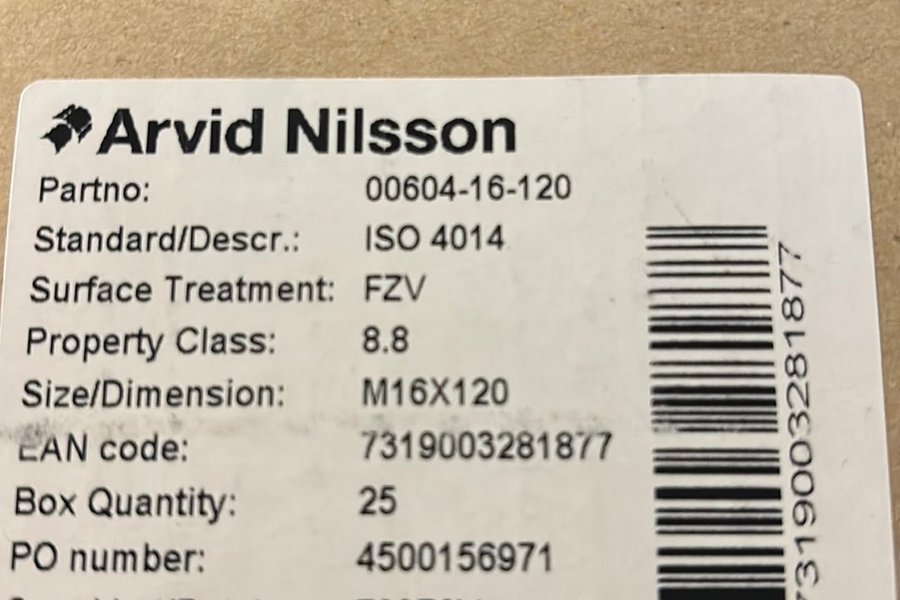 Arvid Nilsson
Partno: 00604-16-120
Standard/Descr.: ISO 4014
Surface Treatment: FZV
Property Class: 8.8
Size/Dimension: M16X120
EAN code: 7319003281877
Box Quantity: 25
PO number: 4500156971
7319003281877